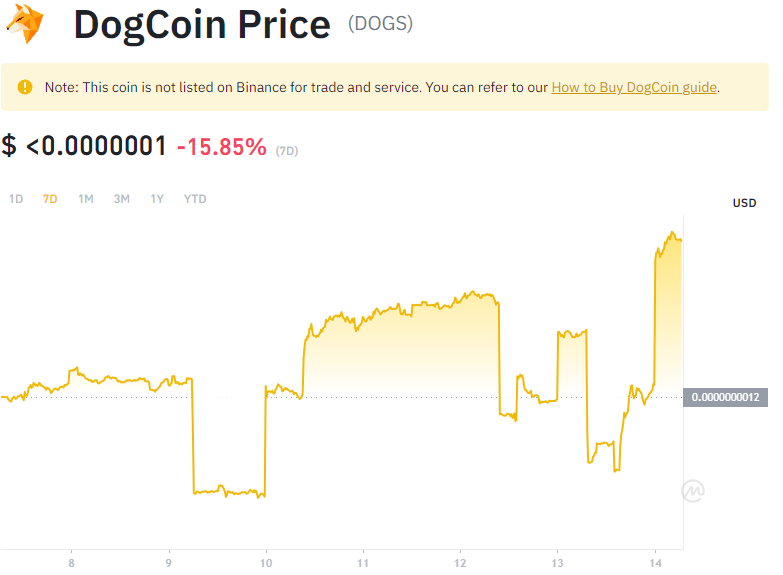 DogCoin Price (DOGS)
Note: This coin is not listed on Binance for trade and service. You can refer to our How to Buy DogCoin guide.
$ <0.0000001 -15.85% (7D)
1D 7D 1M 3M 1Y YTD
USD
0.0000000012
8 9 10 11 12 13 14